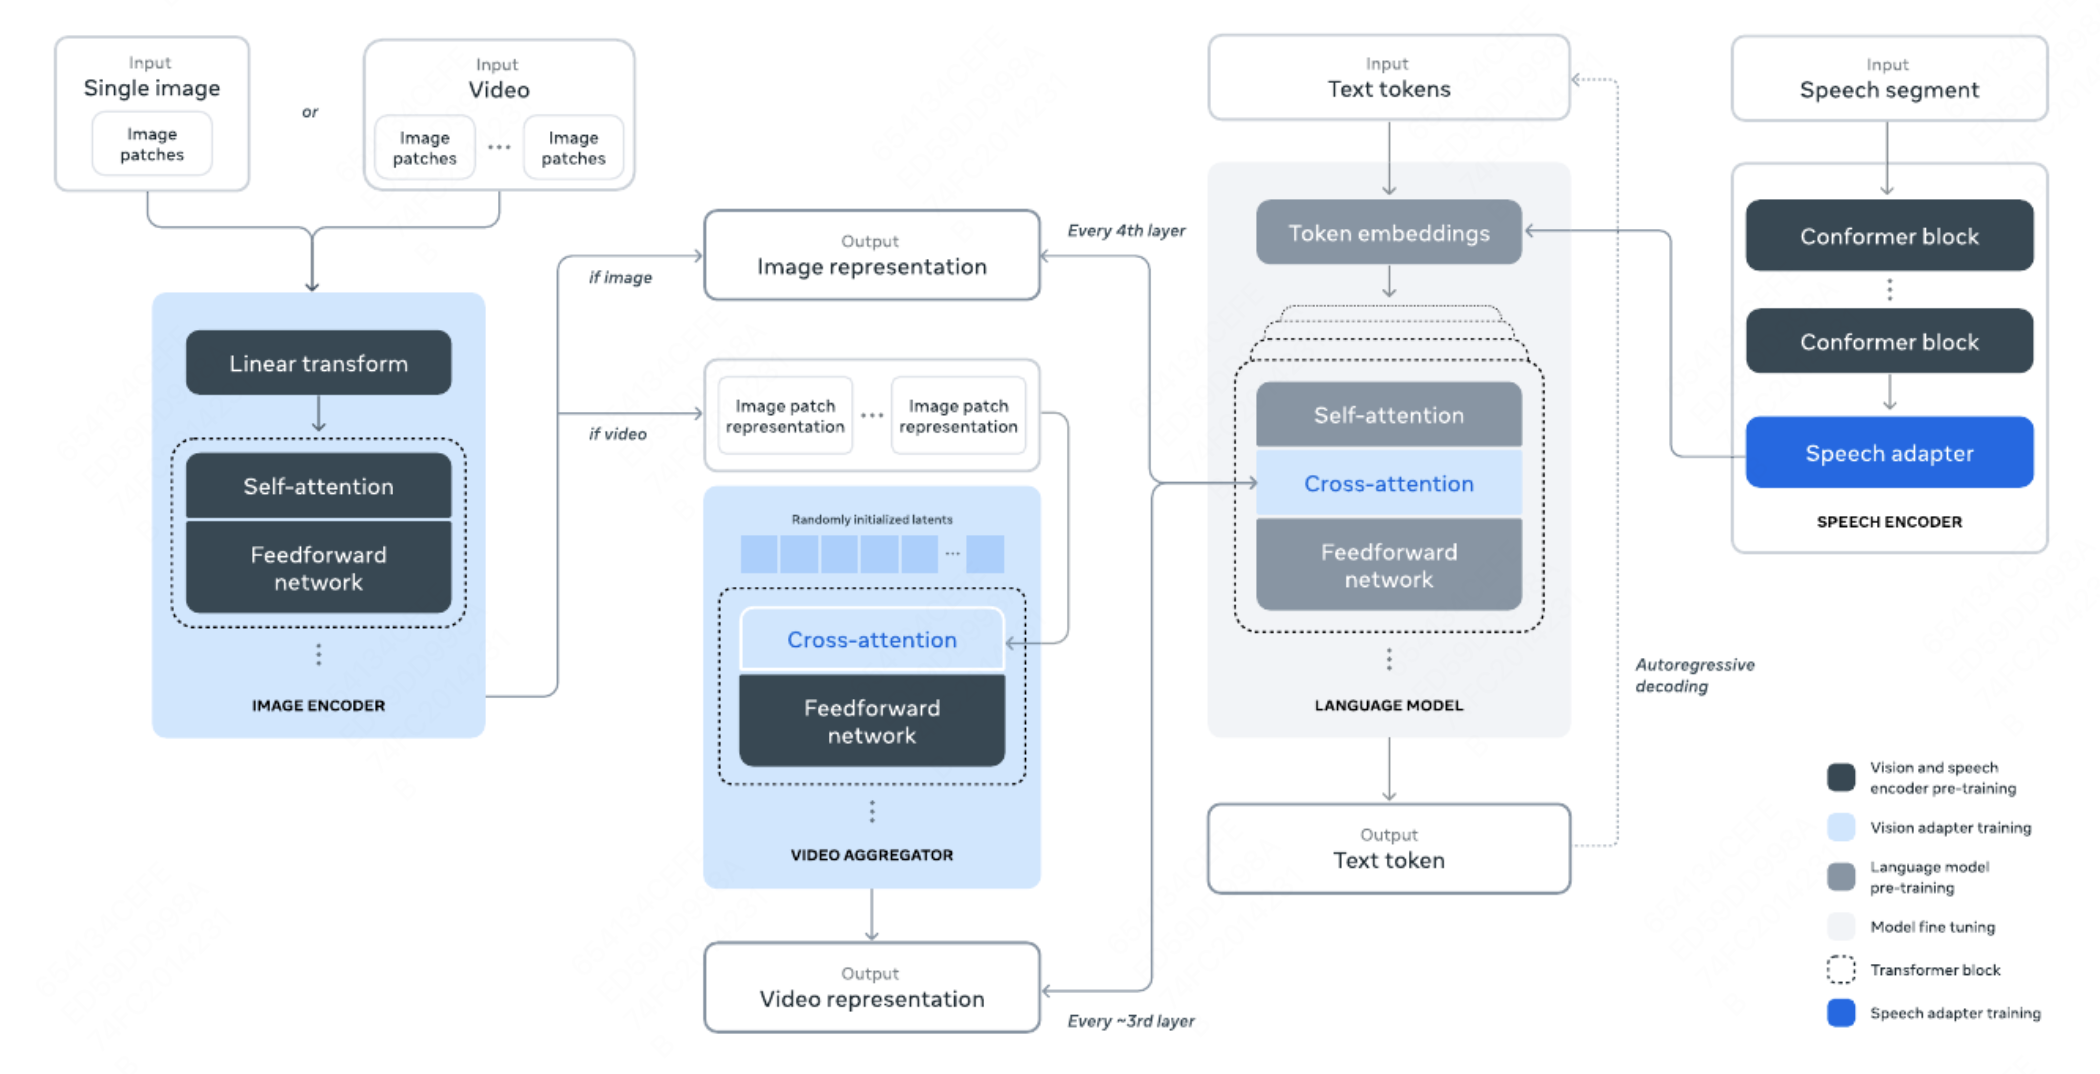 Input
Single image
Image
patches
or
Input
Video
Image
patches
...
Image
patches
Linear transform
Self-attention
Feedforward
network
IMAGE ENCODER
if image
if video
Output
Image representation
Image patch
representation
...
Image patch
representation
Randomly initialized latents
...
Cross-attention
Feedforward
network
VIDEO AGGREGATOR
Output
Video representation
Every 4th layer
Every ~3rd layer
Input
Text tokens
Token embeddings
Self-attention
Cross-attention
Feedforward
network
LANGUAGE MODEL
Output
Text token
Autoregressive
decoding
Input
Speech segment
Conformer block
Conformer block
Speech adapter
SPEECH ENCODER
Vision and speech
encoder pre-training
Vision adapter training
Language model
pre-training
Model fine tuning
Transformer block
Speech adapter training